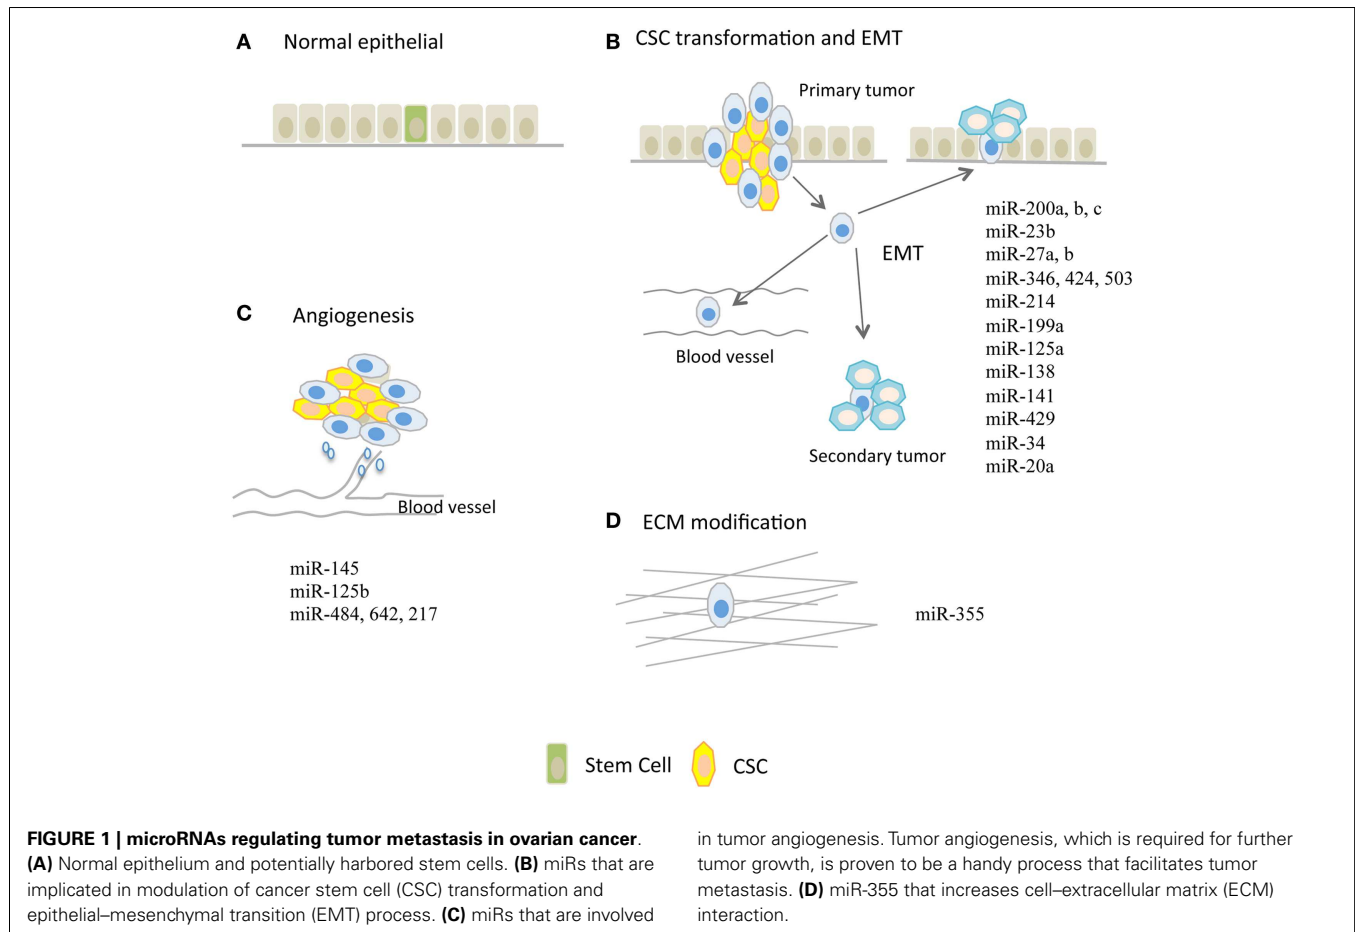 A Normal epithelial
B CSC transformation and EMT
Primary tumor
EMT
Blood vessel
Secondary tumor
miR-200a, b, c
miR-23b
miR-27a, b
miR-346, 424, 503
miR-214
miR-199a
miR-125a
miR-138
miR-141
miR-429
miR-34
miR-20a
C Angiogenesis
Blood vessel
miR-145
miR-125b
miR-484, 642, 217
D ECM modification
miR-355
Stem Cell
CSC
FIGURE 1 | microRNAs regulating tumor metastasis in ovarian cancer.
(A) Normal epithelium and potentially harbored stem cells. (B) miRs that are
implicated in modulation of cancer stem cell (CSC) transformation and
epithelial–mesenchymal transition (EMT) process. (C) miRs that are involved
in tumor angiogenesis. Tumor angiogenesis, which is required for further
tumor growth, is proven to be a handy process that facilitates tumor
metastasis. (D) miR-355 that increases cell–extracellular matrix (ECM)
interaction.